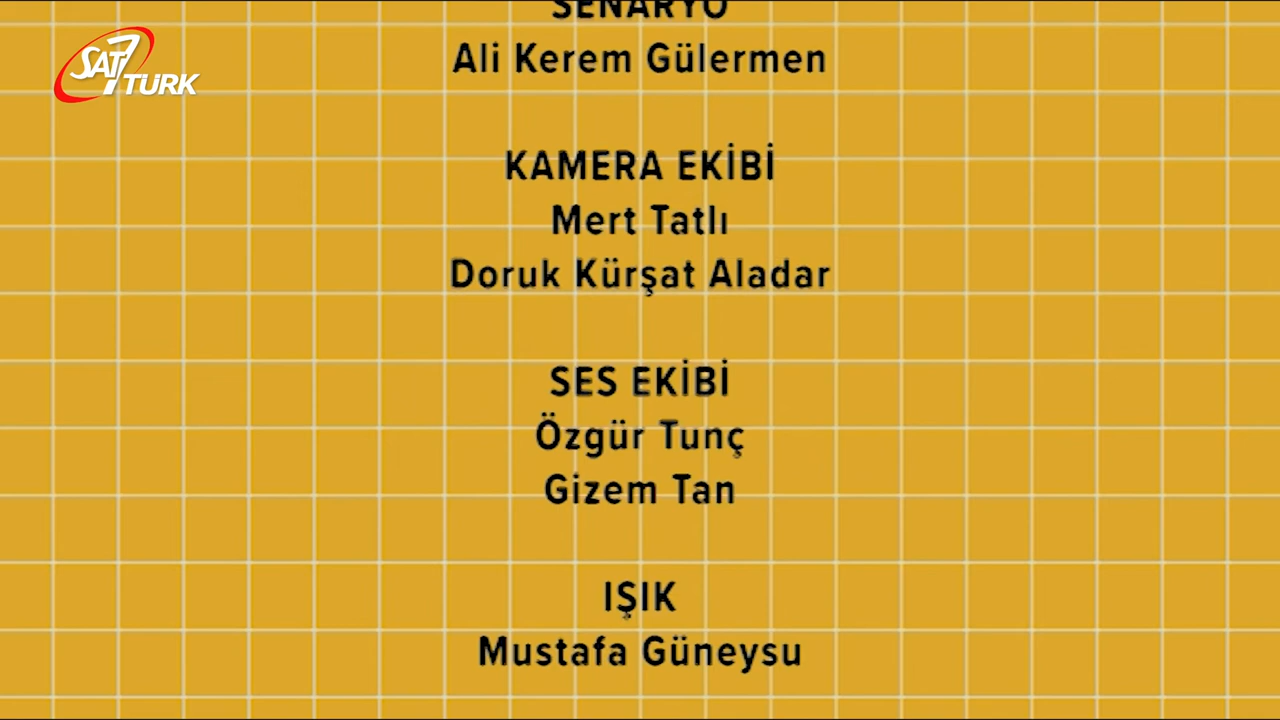 SENARYO
SAT7
TURK
Ali Kerem Gülermen
KAMERA EKİBİ
Mert Tatlı
Doruk Kürşat Aladar
SES EKİBİ
Özgür Tunç
Gizem Tan
IŞIK
Mustafa Güneysu